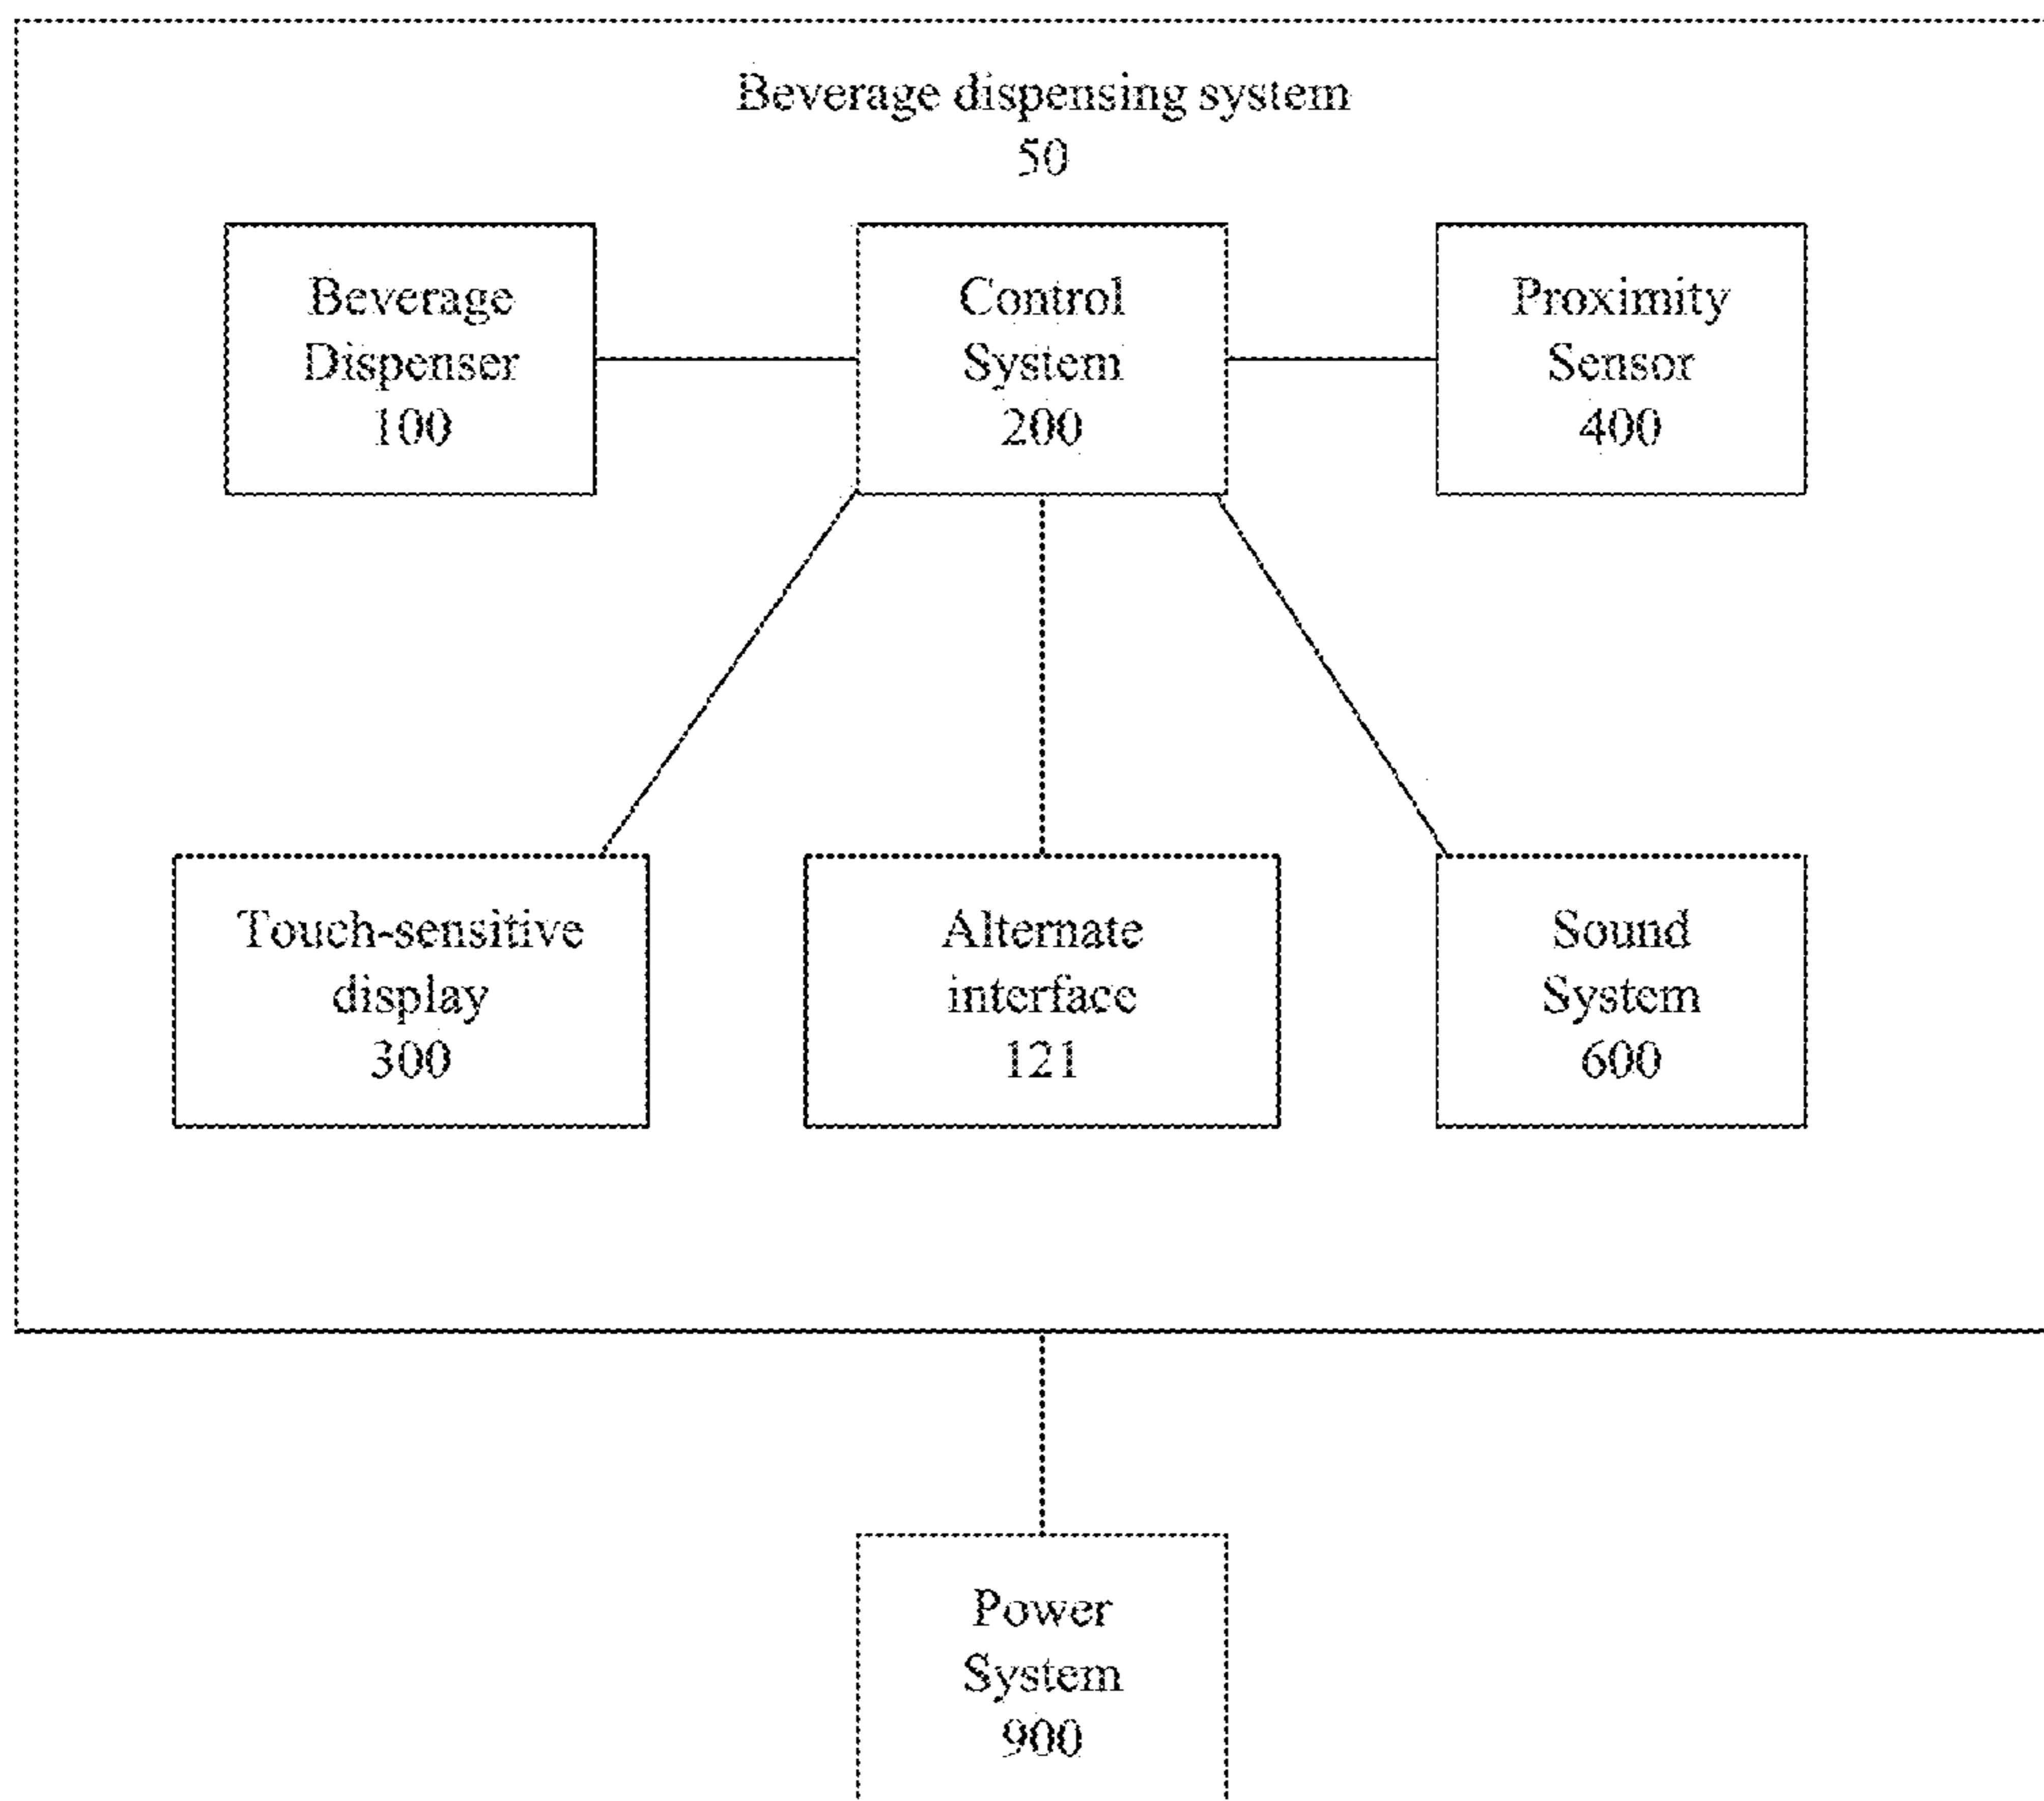 Beverage dispensing system
50
Beverage
Dispenser
100
Control
System
200
Proximity
Sensor
400
Touch-sensitive
display
300
Alternate
interface
121
Sound
System
600
Power
System
900